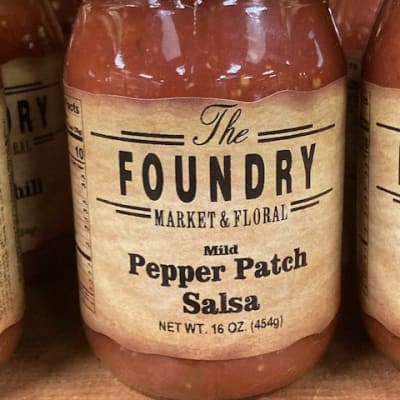 The
FOUNDRY
MARKET & FLORAL
Mild
Pepper Patch
Salsa
NET WT. 16 OZ. (454g)